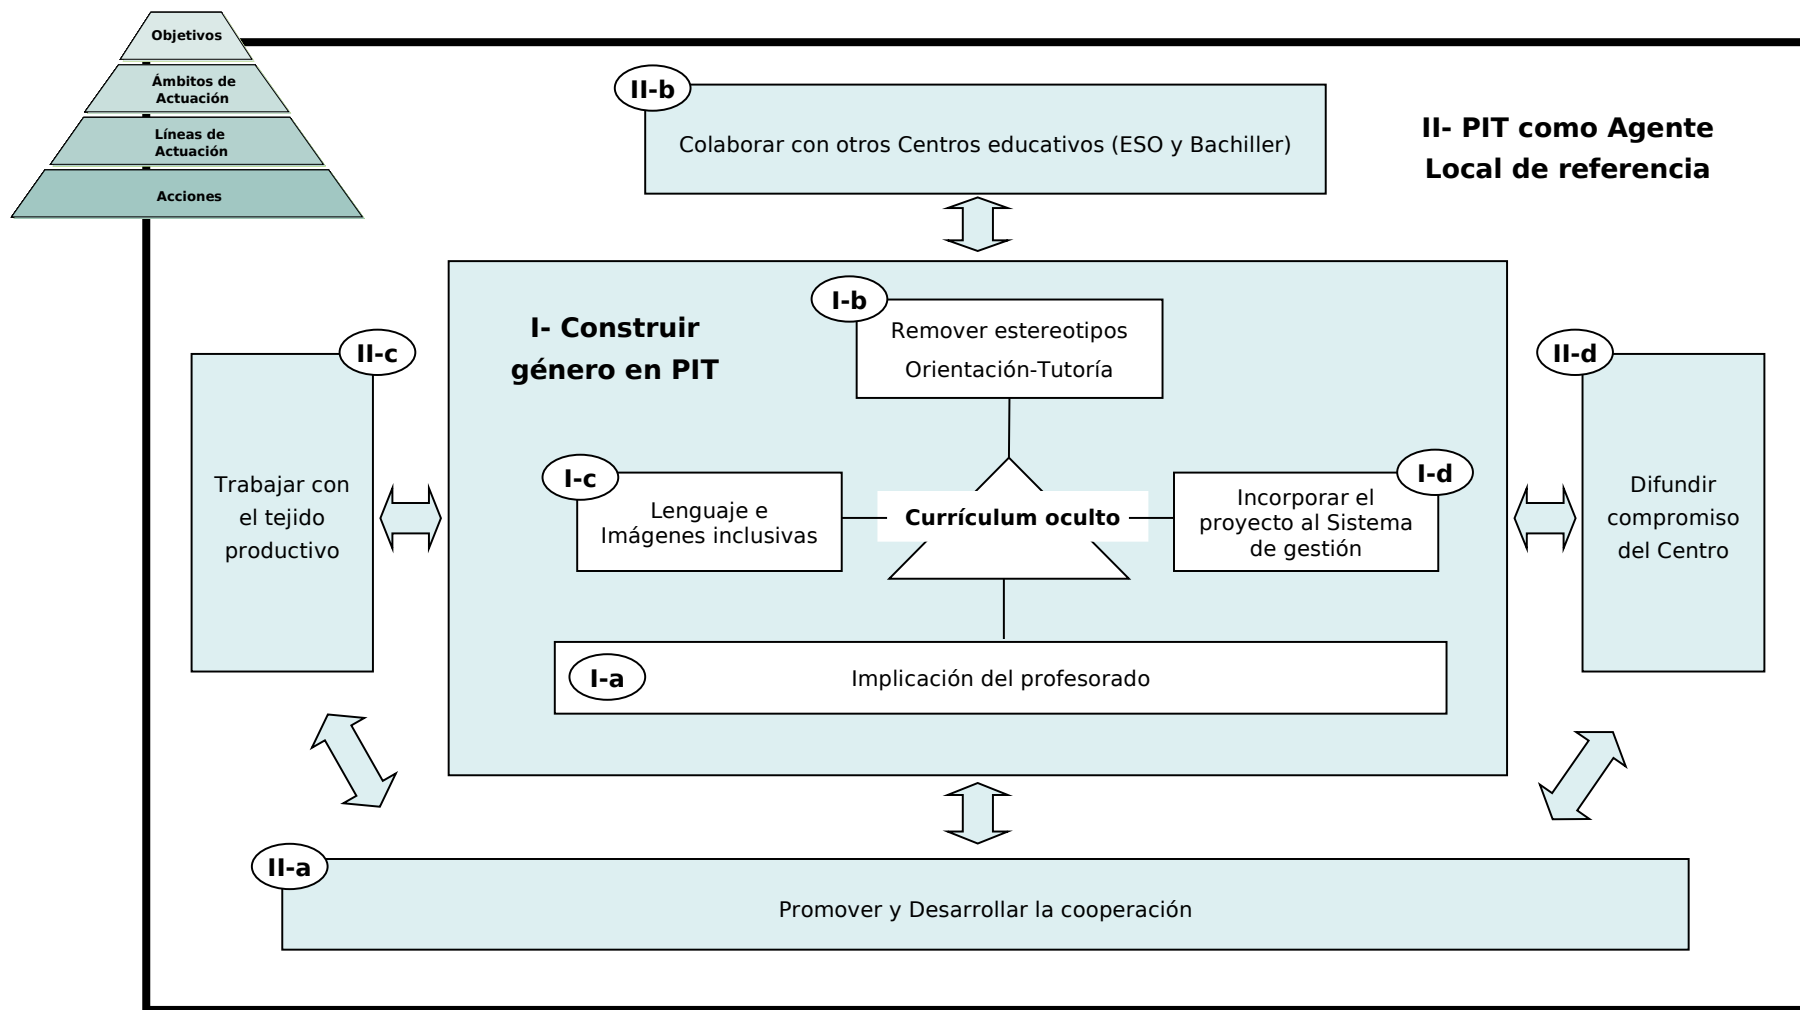 Objetivos
Ámbitos de
Actuación
Líneas de
Actuación
Acciones
II-b
Colaborar con otros Centros educativos (ESO y Bachiller)
II- PIT como Agente
Local de referencia
I- Construir
género en PIT
I-b
Remover estereotipos
Orientación-Tutoría
II-c
Trabajar con
el tejido
productivo
I-c
Lenguaje e
Imágenes inclusivas
Currículum oculto
I-d
Incorporar el
proyecto al Sistema
de gestión
II-d
Difundir
compromiso
del Centro
I-a
Implicación del profesorado
II-a
Promover y Desarrollar la cooperación